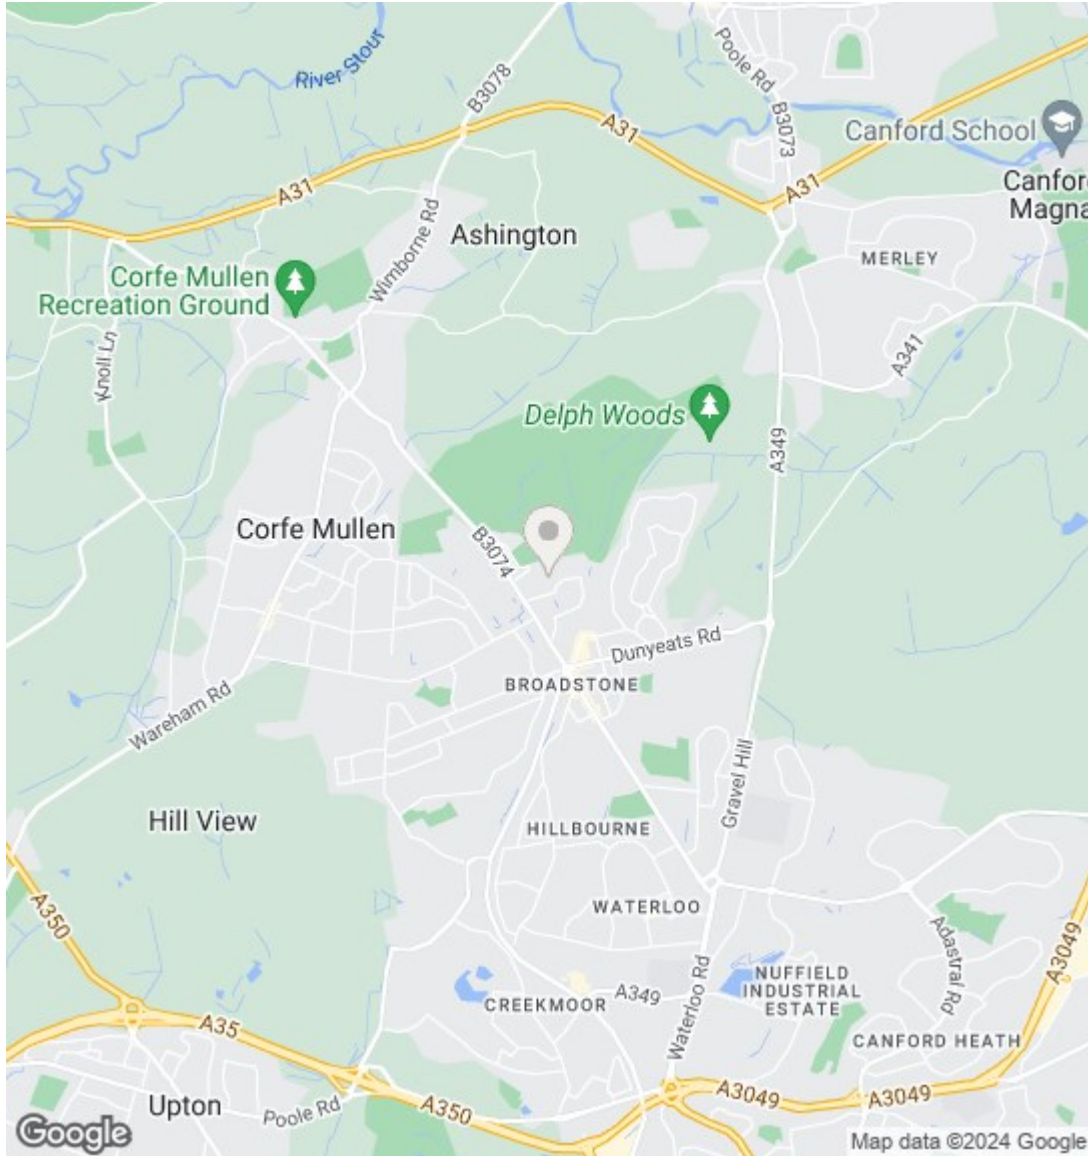 River Stour
B3078
Poole Rd
B3073
A31
Canford School
A31
A31
Canfor
Magna
Wimborne Rd
Ashington
MERLEY
Corfe Mullen
Recreation Ground
Knoll Ln
A341
Delph Woods
A349
Corfe Mullen
B3074
Dunyeats Rd
BROADSTONE
Wareham Rd
Gravel Hill
Hill View
HILLBOURNE
WATERLOO
A350
Adastral Rd
A3049
NUFFIELD
INDUSTRIAL
ESTATE
Waterloo Rd
CREEKMOOR
A349
A35
CANFORD HEATH
Upton
Poole Rd
A350
A3049
A3049
Google
Map data ©2024 Google